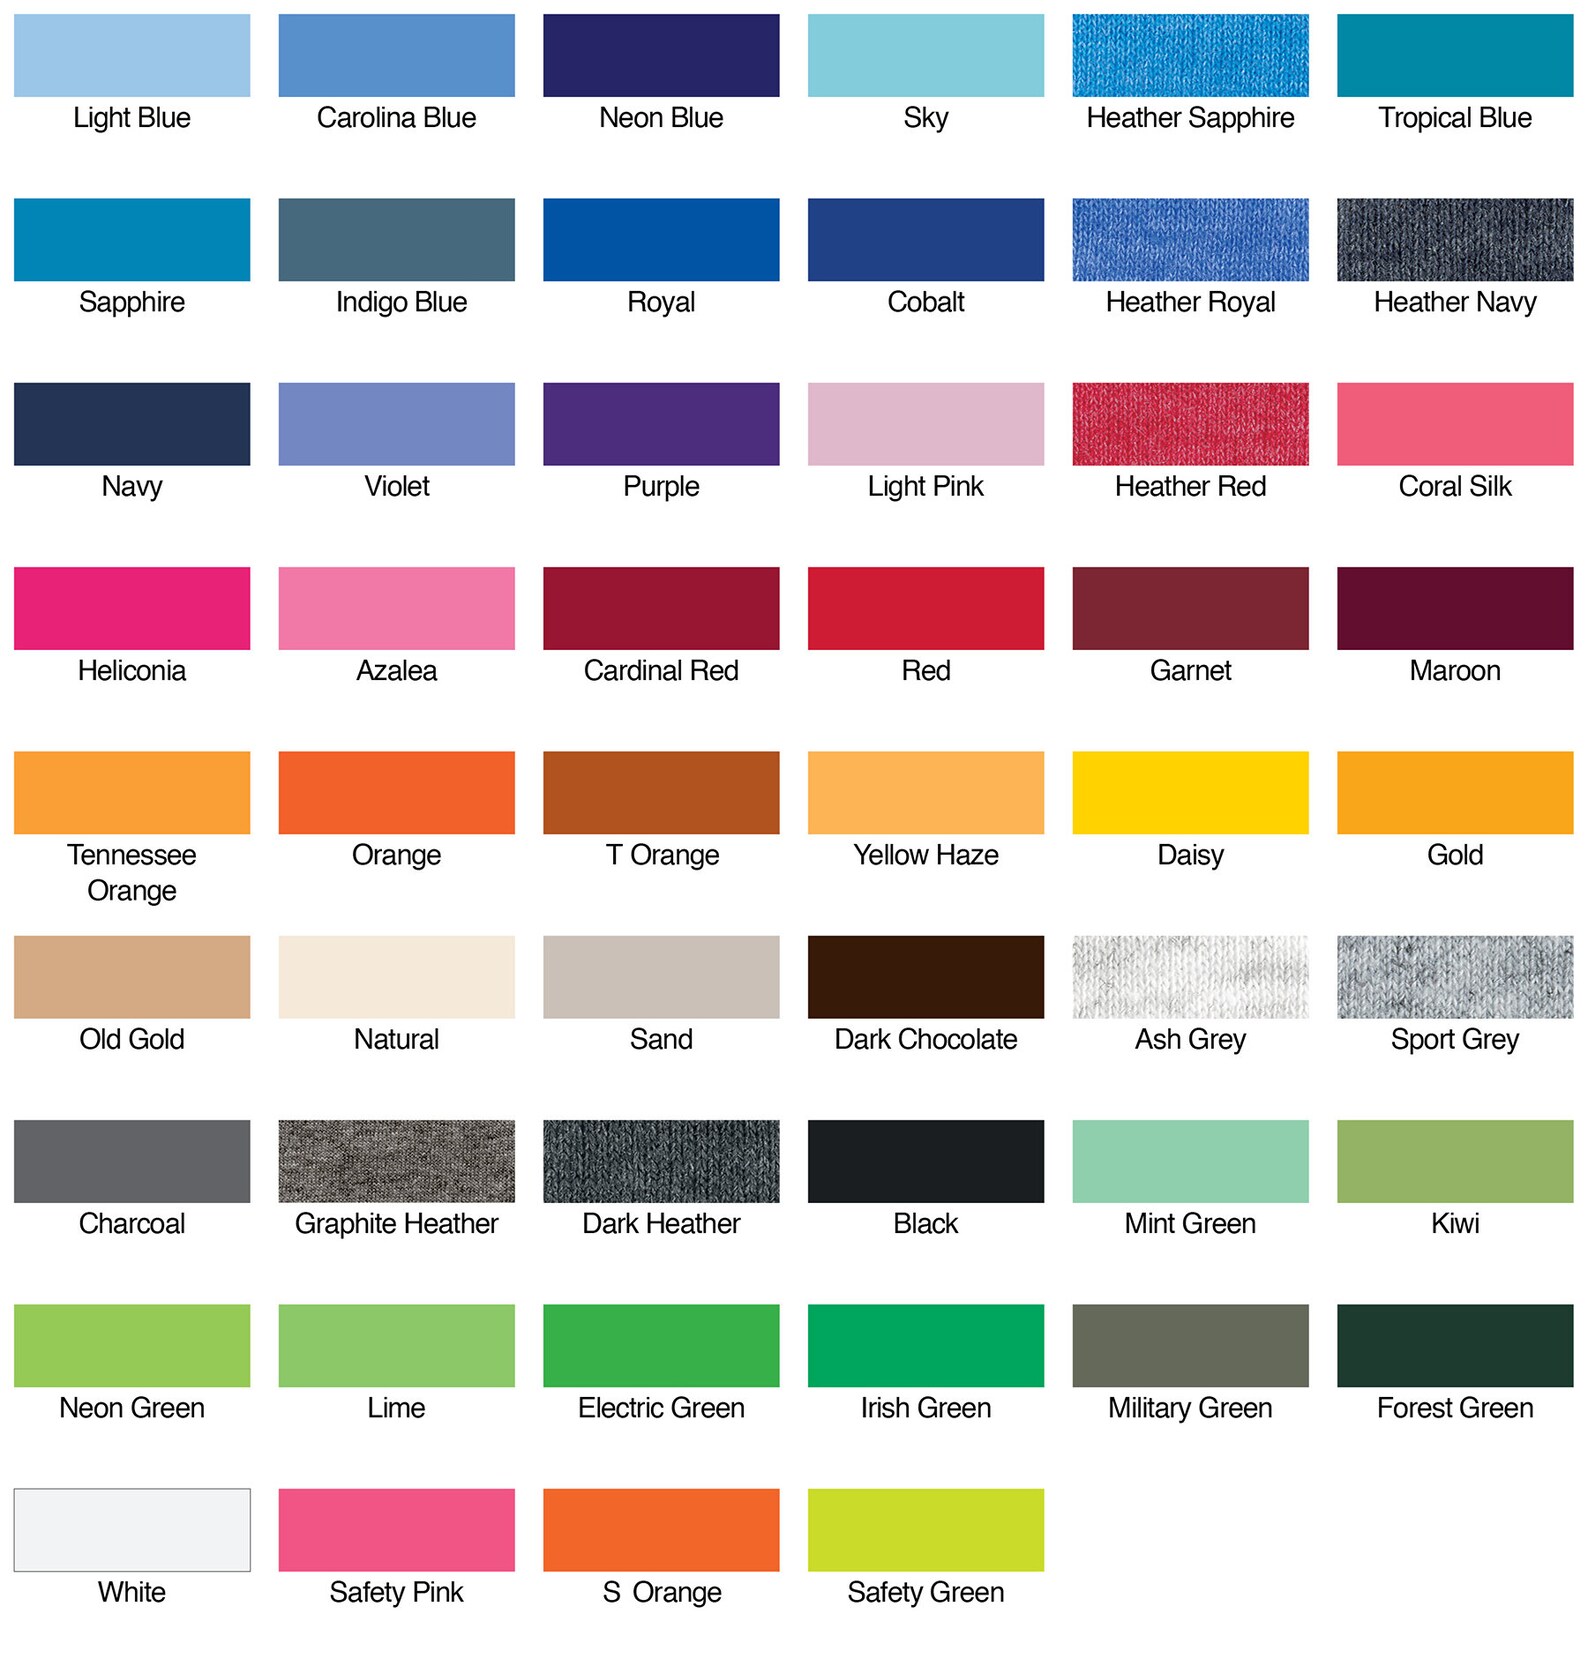 Light Blue
Carolina Blue
Neon Blue
Sky
Heather Sapphire
Tropical Blue
Sapphire
Indigo Blue
Royal
Cobalt
Heather Royal
Heather Navy
Navy
Violet
Purple
Light Pink
Heather Red
Coral Silk
Heliconia
Azalea
Cardinal Red
Red
Garnet
Maroon
Tennessee
Orange
Orange
T Orange
Yellow Haze
Daisy
Gold
Old Gold
Natural
Sand
Dark Chocolate
Ash Grey
Sport Grey
Charcoal
Graphite Heather
Dark Heather
Black
Mint Green
Kiwi
Neon Green
Lime
Electric Green
Irish Green
Military Green
Forest Green
White
Safety Pink
S Orange
Safety Green